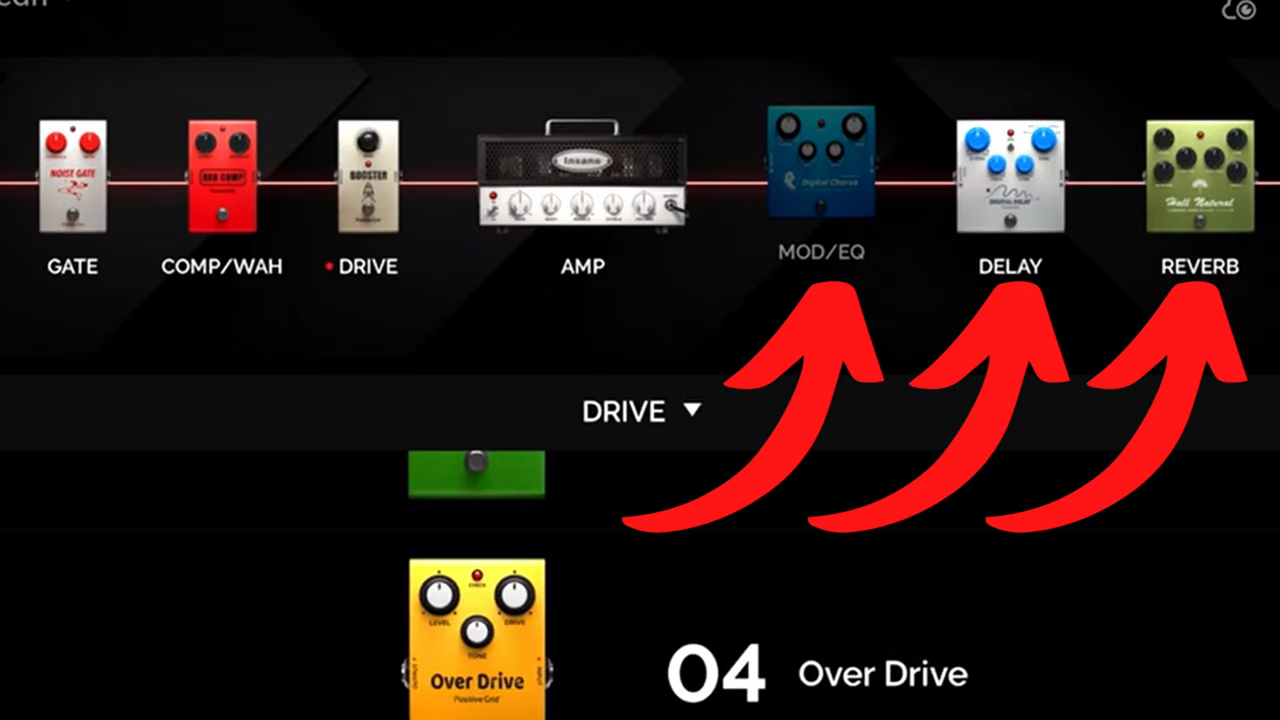 NOISE GATE
RED COMP
BOOSTER
Insane
Digital Chorus
DIGITAL DELAY
Hall Natural
GATE
COMP/WAH
DRIVE
AMP
MOD/EQ
DELAY
REVERB
DRIVE
CHECK
LEVEL
DRIVE
TONE
Over Drive
Positive Grid
04 Over Drive